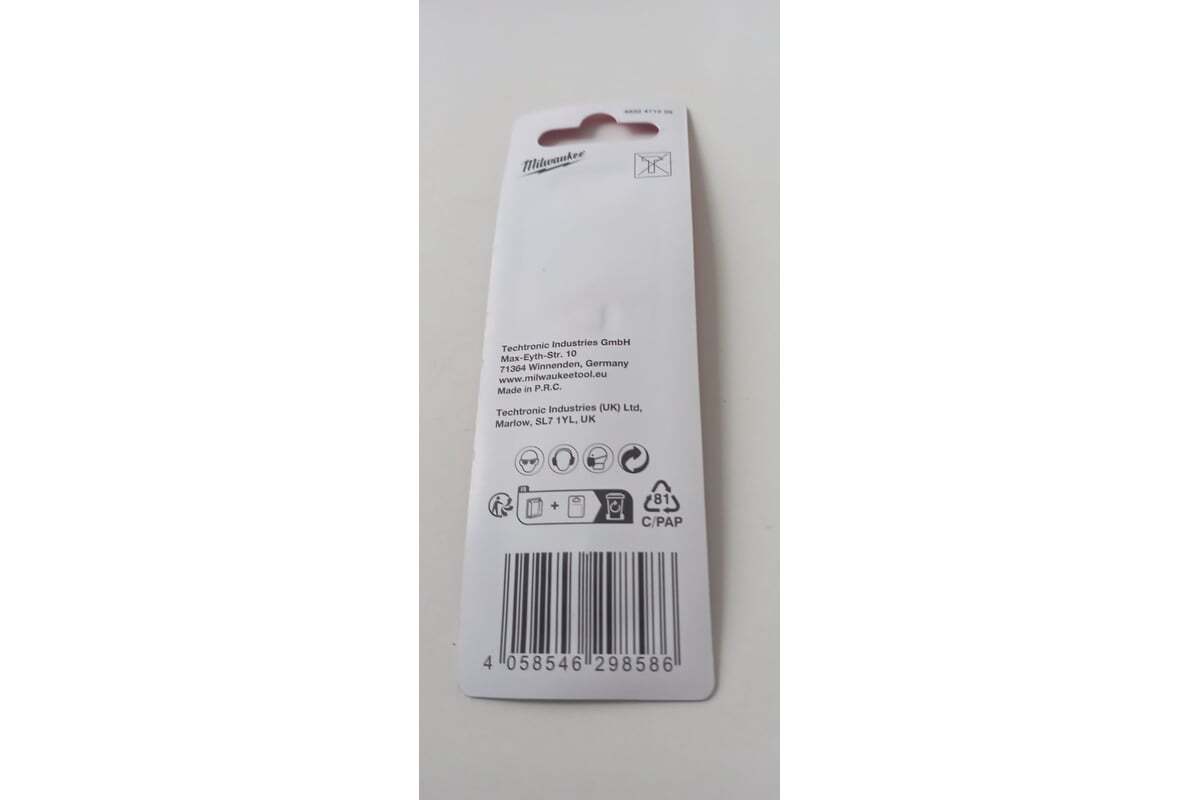 Milwaukee
Techtronic Industries GmbH
Max-Eyth-Str. 10
71364 Winnenden, Germany
www.milwaukeetool.eu
Made in P.R.C.
Techtronic Industries (UK) Ltd,
Marlow, SL7 1YL, UK
+
81
C/PAP
4 058546 298586